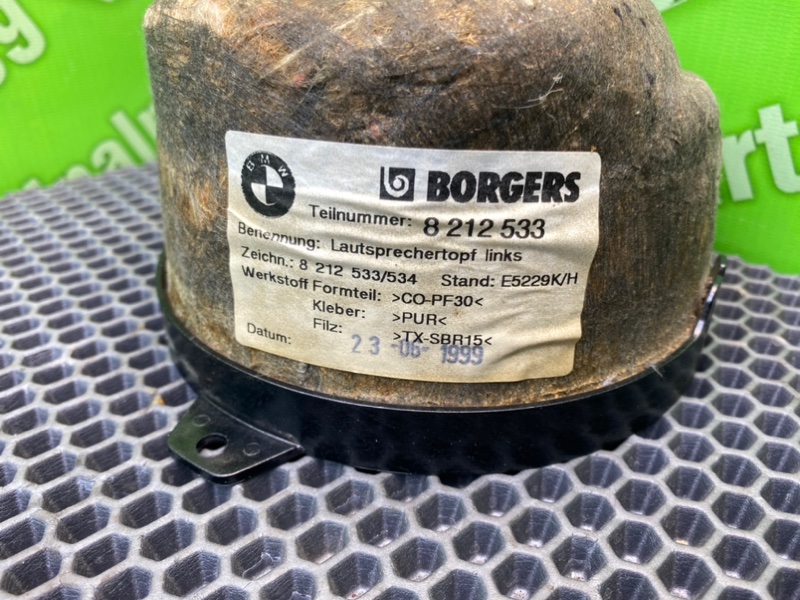 BMW
BORGERS
Teilnummer: 8 212 533
Benennung: Lautsprechertopf links
Zeichn.: 8 212 533/534 Stand: E5229K/H
Werkstoff Formteil: >CO-PF30<
Kleber: >PUR<
Filz: >TX-SBR15<
Datum: 23-06-1999